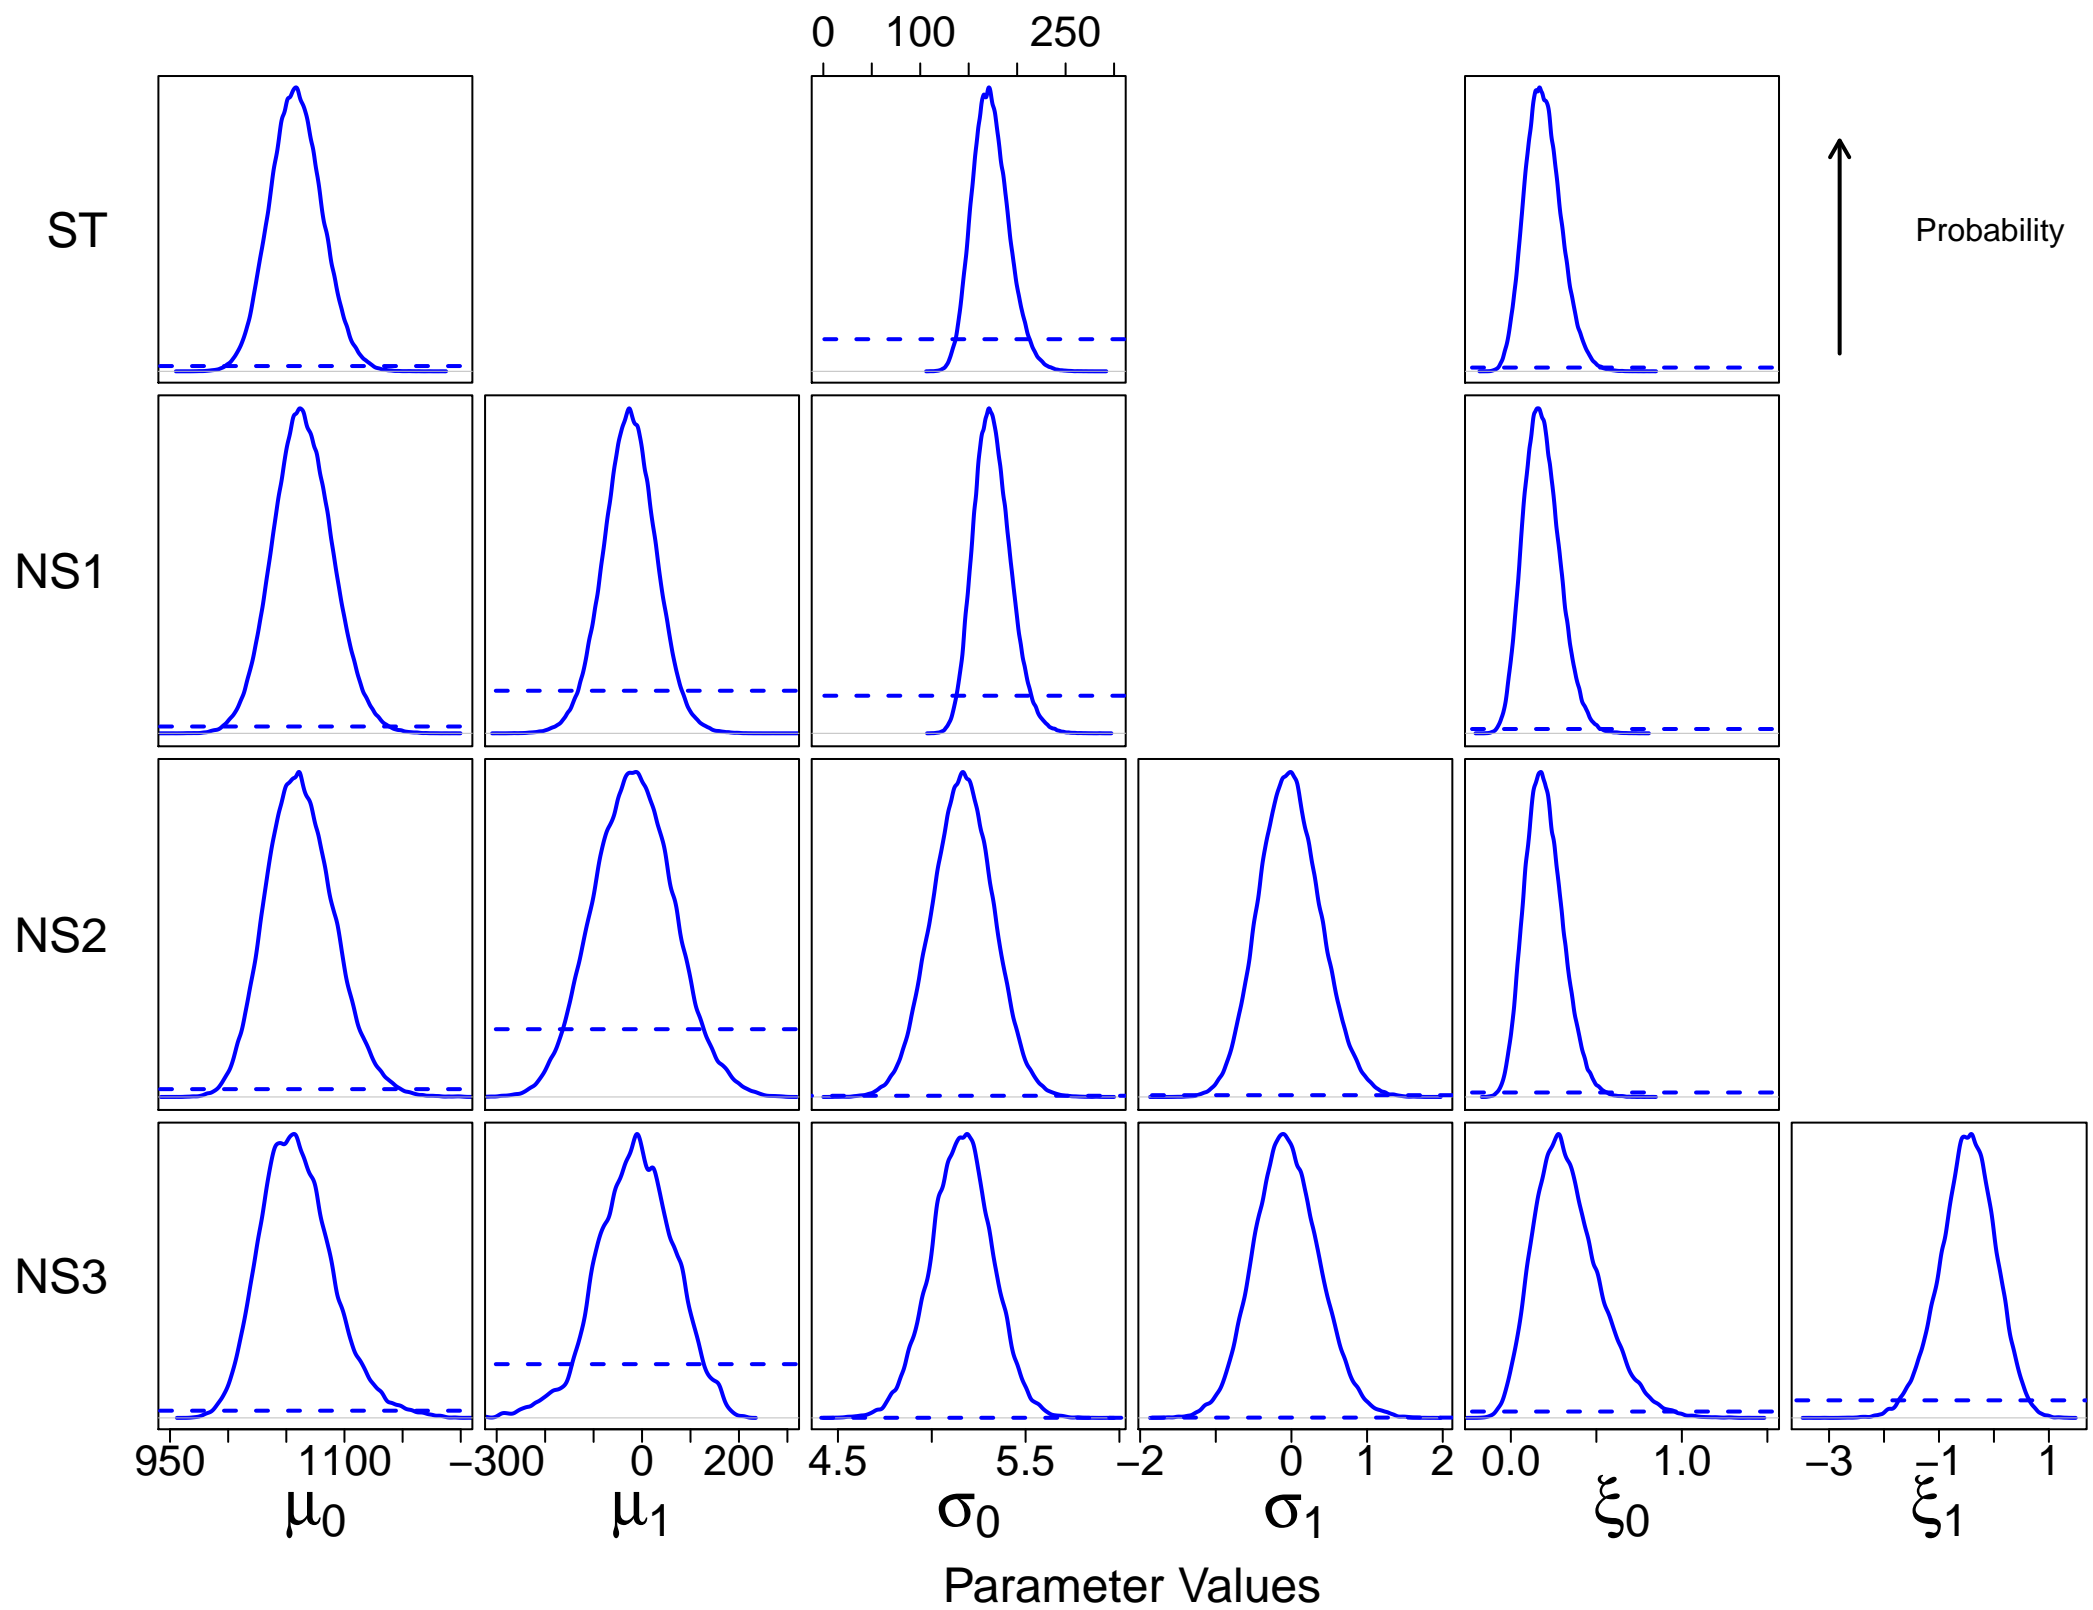 0 100 250
ST
Probability
NS1
NS2
NS3
950 1100 −300 0 200 4.5 5.5 −2 0 1 2 0.0 1.0 −3 −1 1
μ0 μ1 σ0 σ1 ξ0 ξ1
Parameter Values